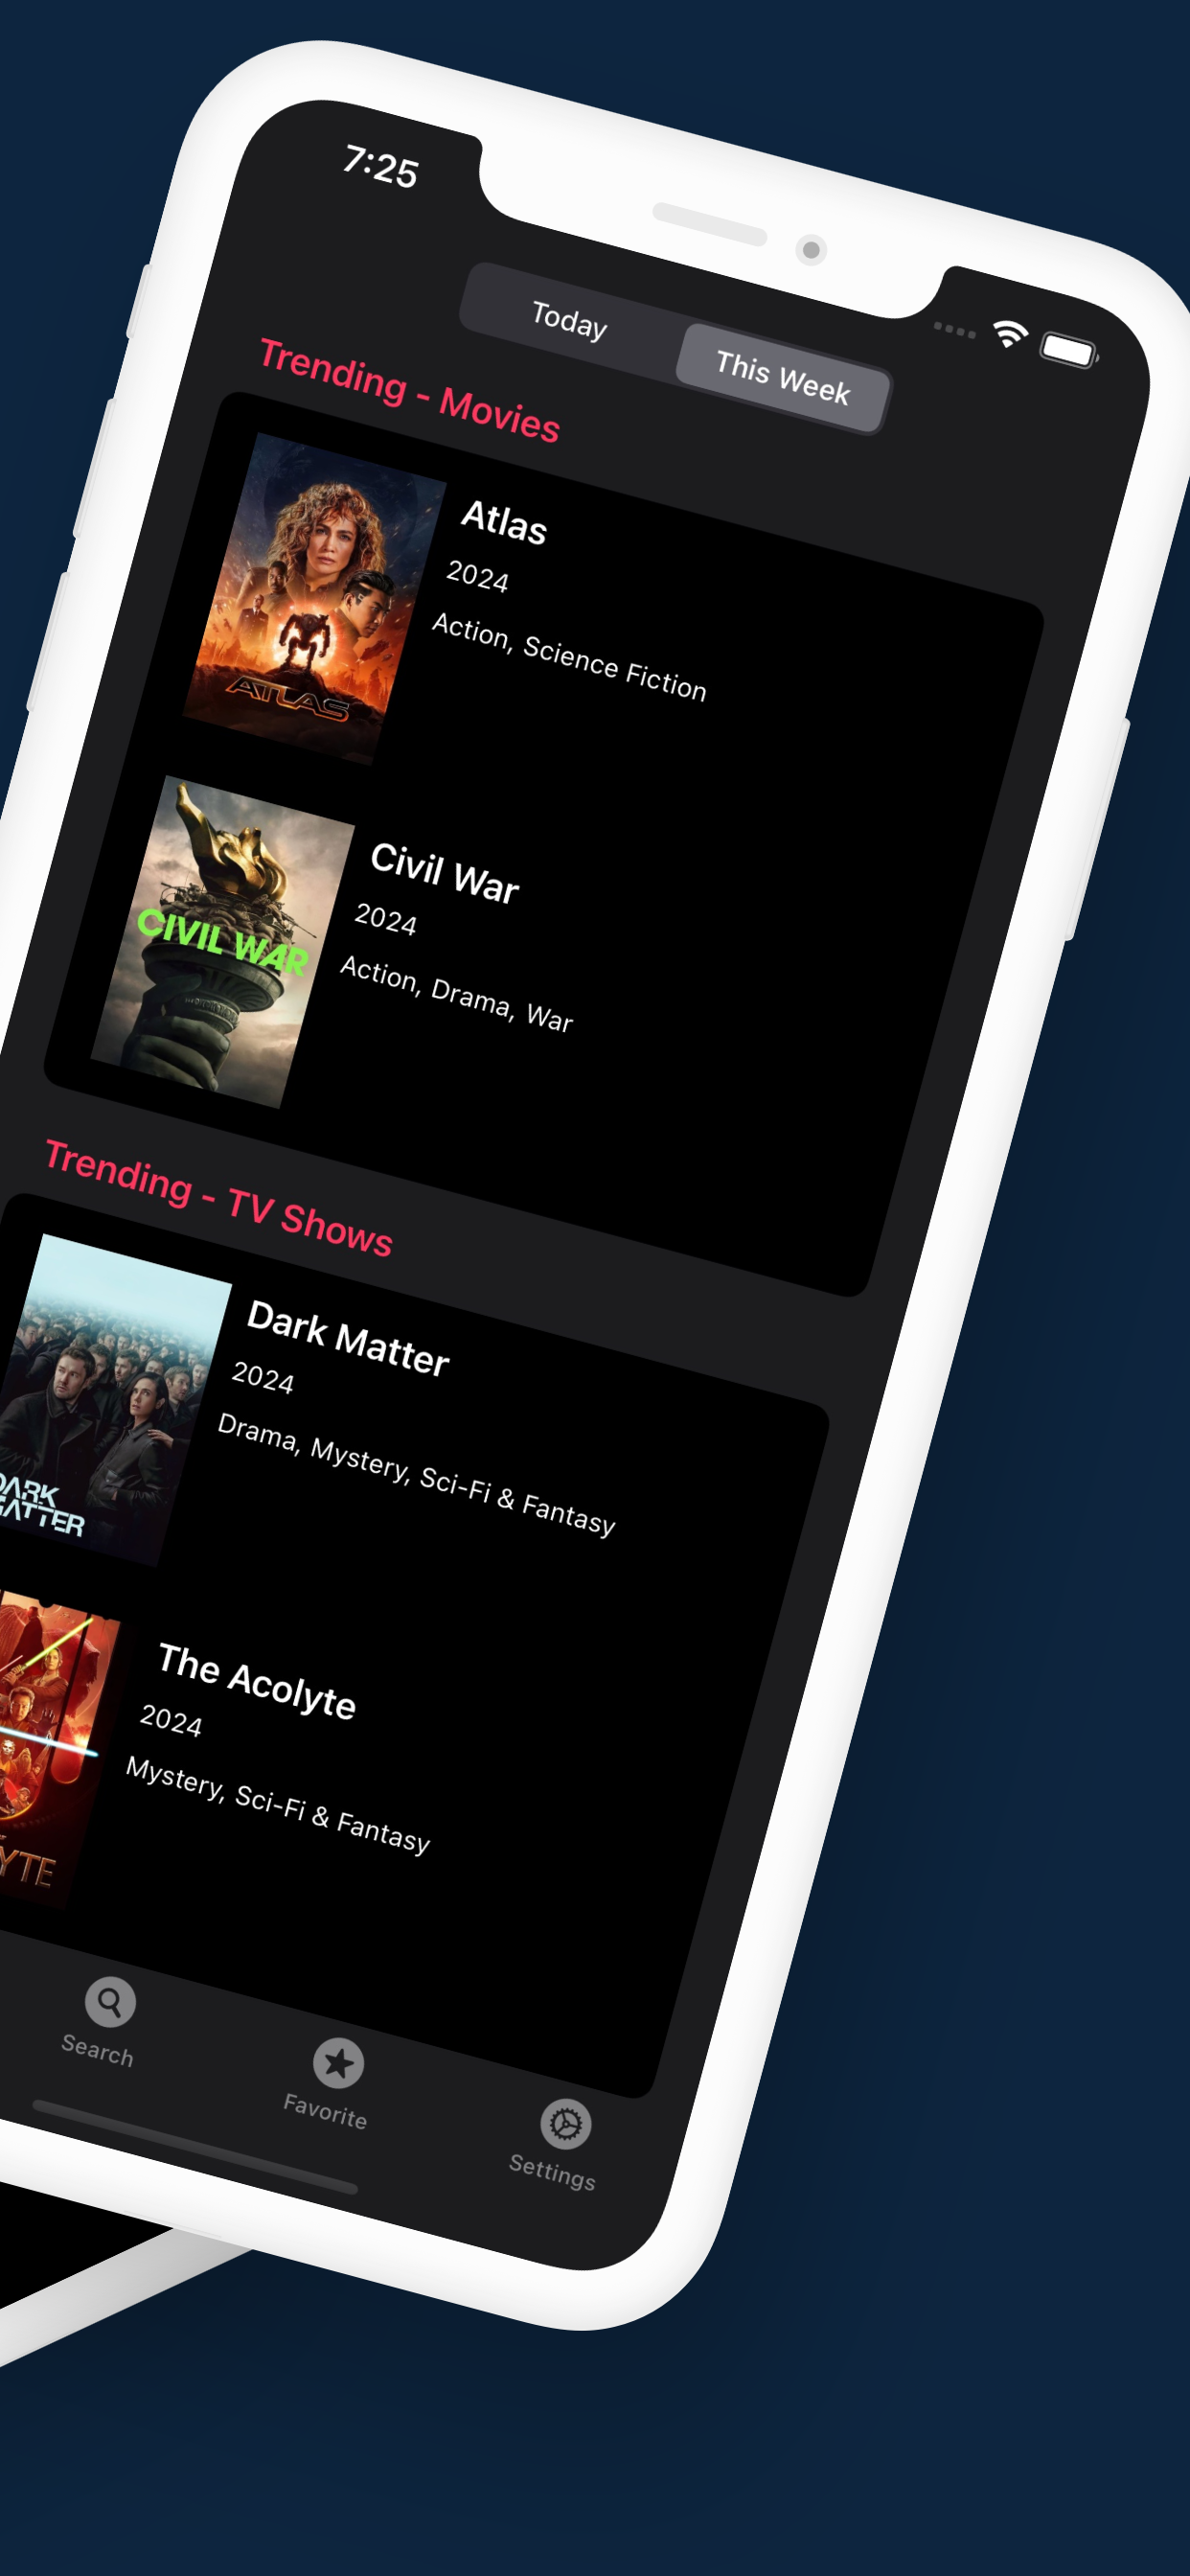 7:25
Today
This Week
Trending - Movies
ATLAS
Atlas
2024
Action, Science Fiction
CIVIL WAR
Civil War
2024
Action, Drama, War
Trending - TV Shows
DARK
MATTER
Dark Matter
2024
Drama, Mystery, Sci-Fi & Fantasy
YTE
The Acolyte
2024
Mystery, Sci-Fi & Fantasy
Search
Favorite
Settings